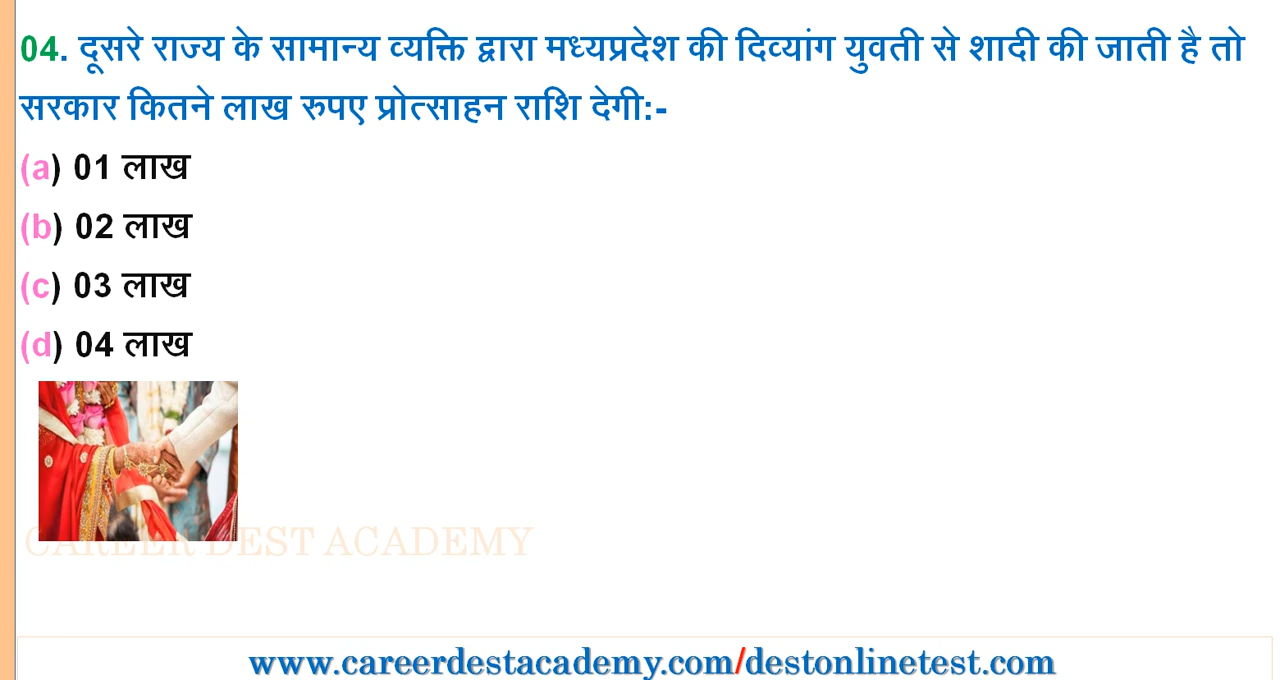 04. दूसरे राज्य के सामान्य व्यक्ति द्वारा मध्यप्रदेश की दिव्यांग युवती से शादी की जाती है तो
सरकार कितने लाख रुपए प्रोत्साहन राशि देगी:-
(a) 01 लाख
(b) 02 लाख
(c) 03 लाख
(d) 04 लाख
CAREER DEST ACADEMY
www.careerdestacademy.com/destonlinetest.com